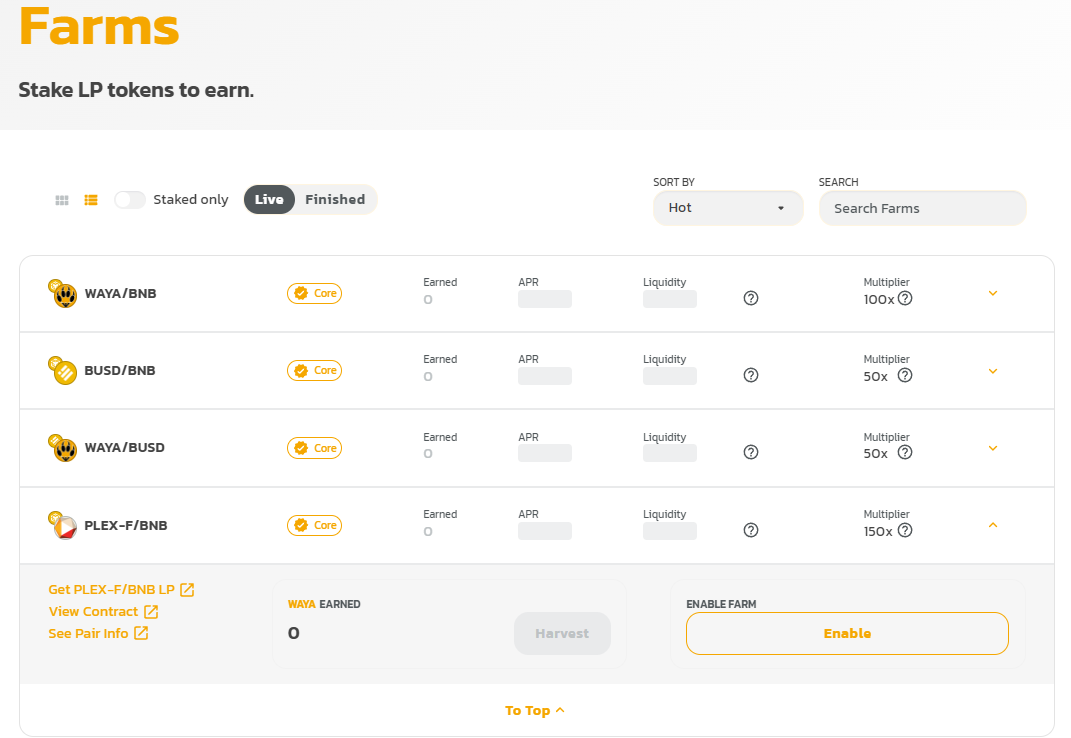 Farms
Stake LP tokens to earn.
Staked only
Live
Finished
SORT BY
Hot
SEARCH
Search Farms
WAYA/BNB
Core
Earned
0
APR
Liquidity
Multiplier
100x
BUSD/BNB
Core
Earned
0
APR
Liquidity
Multiplier
50x
WAYA/BUSD
Core
Earned
0
APR
Liquidity
Multiplier
50x
PLEX-F/BNB
Core
Earned
0
APR
Liquidity
Multiplier
150x
Get PLEX-F/BNB LP
View Contract
See Pair Info
WAYA EARNED
0
Harvest
ENABLE FARM
Enable
To Top